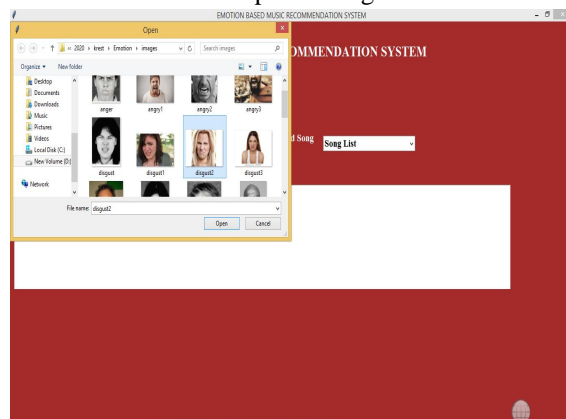 EMOTION BASED MUSIC RECOMMENDATION SYSTEM
Open
« 2020 › krest › Emotion › images
Search images
Organize
New folder
Desktop
Documents
Downloads
Music
Pictures
Videos
Local Disk (C:)
New Volume (D:)
Network
anger
angry1
angry2
angry3
disgust
disgust1
disgust2
disgust3
File name:
disgust2
Open
Cancel
OMMENDATION SYSTEM
d Song
Song List